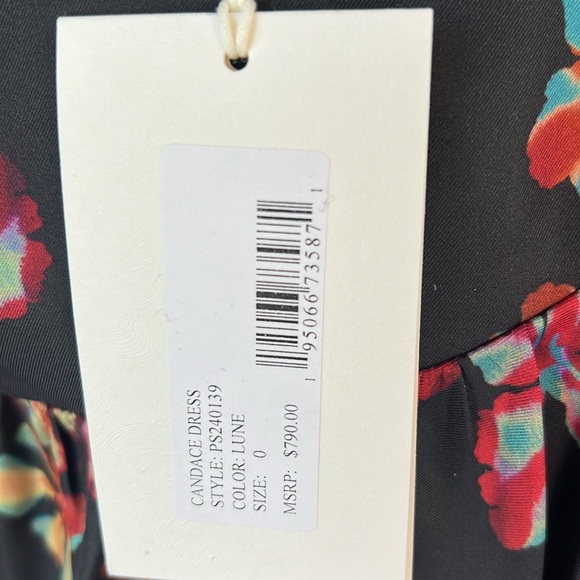 CANDACE DRESS
STYLE: PS240139
COLOR: LUNE
SIZE: 0
MSRP: $790.00
1 95066 73587 1